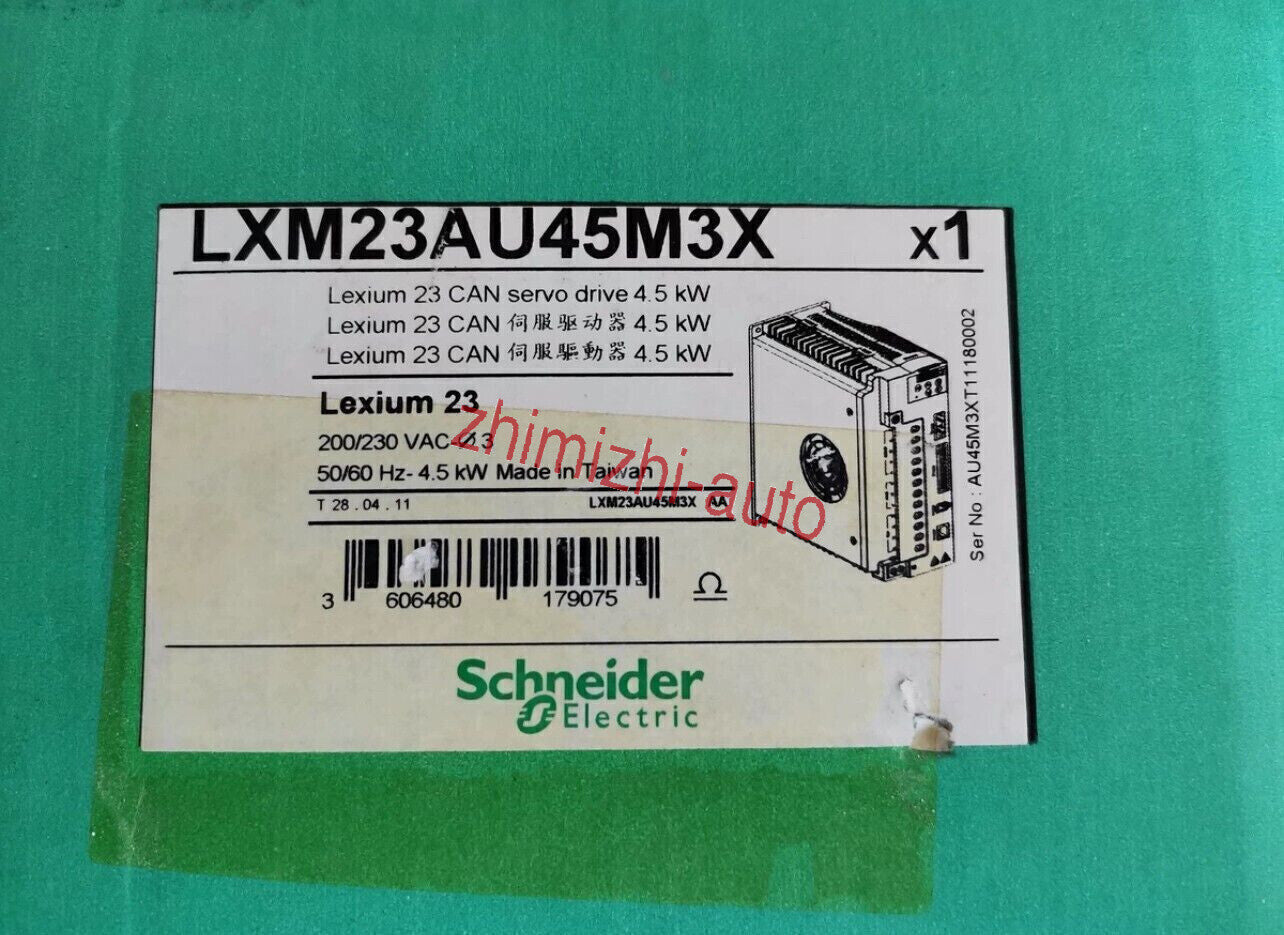 LXM23AU45M3X x1
Lexium 23 CAN servo drive 4.5 kW
Lexium 23 CAN 伺服驱动器 4.5 kW
Lexium 23 CAN 伺服驅動器 4.5 kW
Lexium 23
200/230 VAC-Ø 3
50/60 Hz- 4.5 kW Made in Taiwan
T 28 . 04 . 11 LXM23AU45M3X AA
3 606480 179075
Schneider
Electric
Ser No : AU45M3XT11180002
zhimizhi-auto